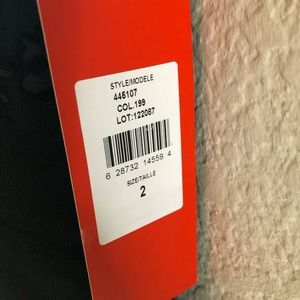 STYLE/MODELE
445107
COL.199
LOT:122067
6 28732 14559 4
SIZE/TAILLE
2